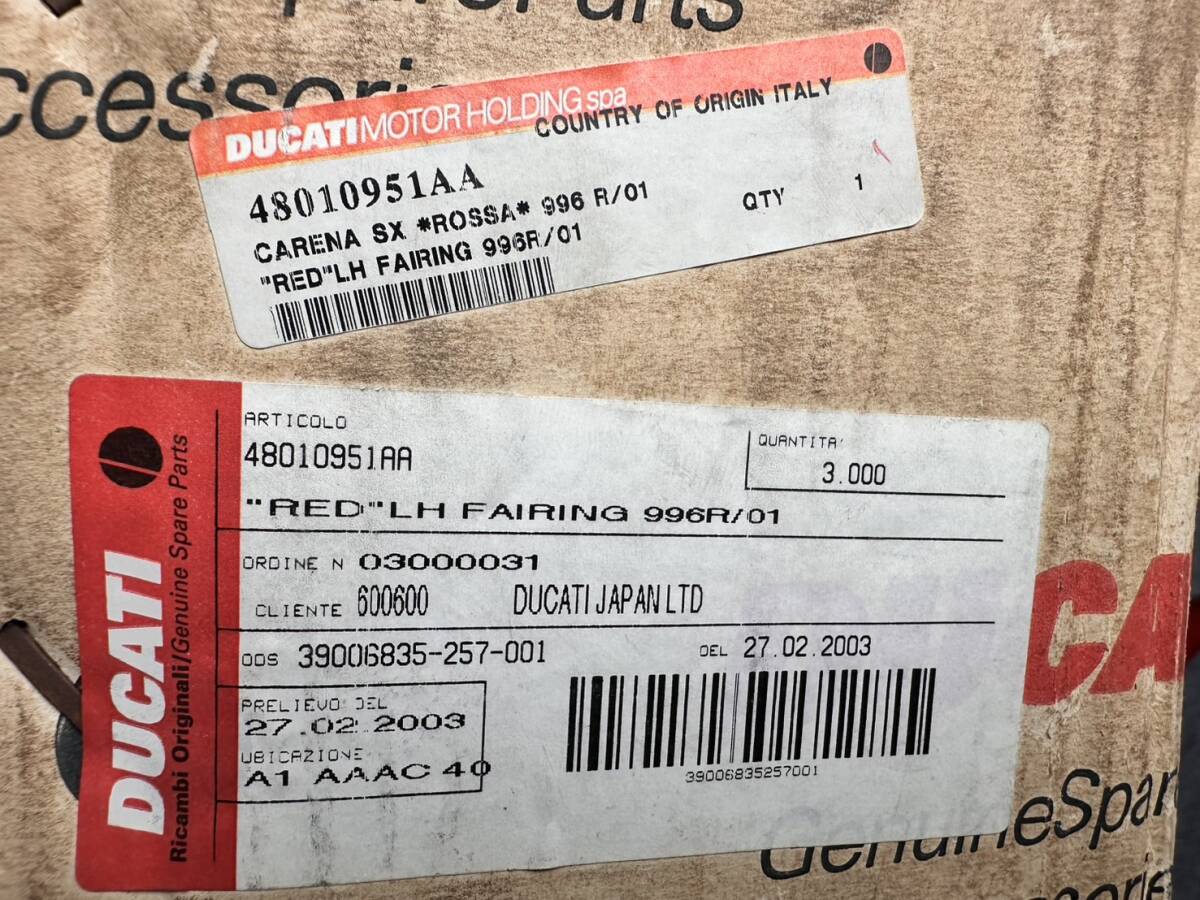 Accessori
DUCATI MOTOR HOLDING spa
COUNTRY OF ORIGIN ITALY
48010951AA
CARENA SX *ROSSA* 996 R/01
QTY 1
"RED"LH FAIRING 996R/01
DUCATI
Ricambi Originali/Genuine Spare Parts
ARTICOLO
48010951AA
QUANTITA'
3.000
"RED"LH FAIRING 996R/01
ORDINE N 03000031
CLIENTE 600600 DUCATI JAPAN LTD
ODS 39006835-257-001 DEL 27.02.2003
PRELIEVO DEL
27.02.2003
UBICAZIONE
A1 AAAC 40
39006835257001
CA
GenuineSpar